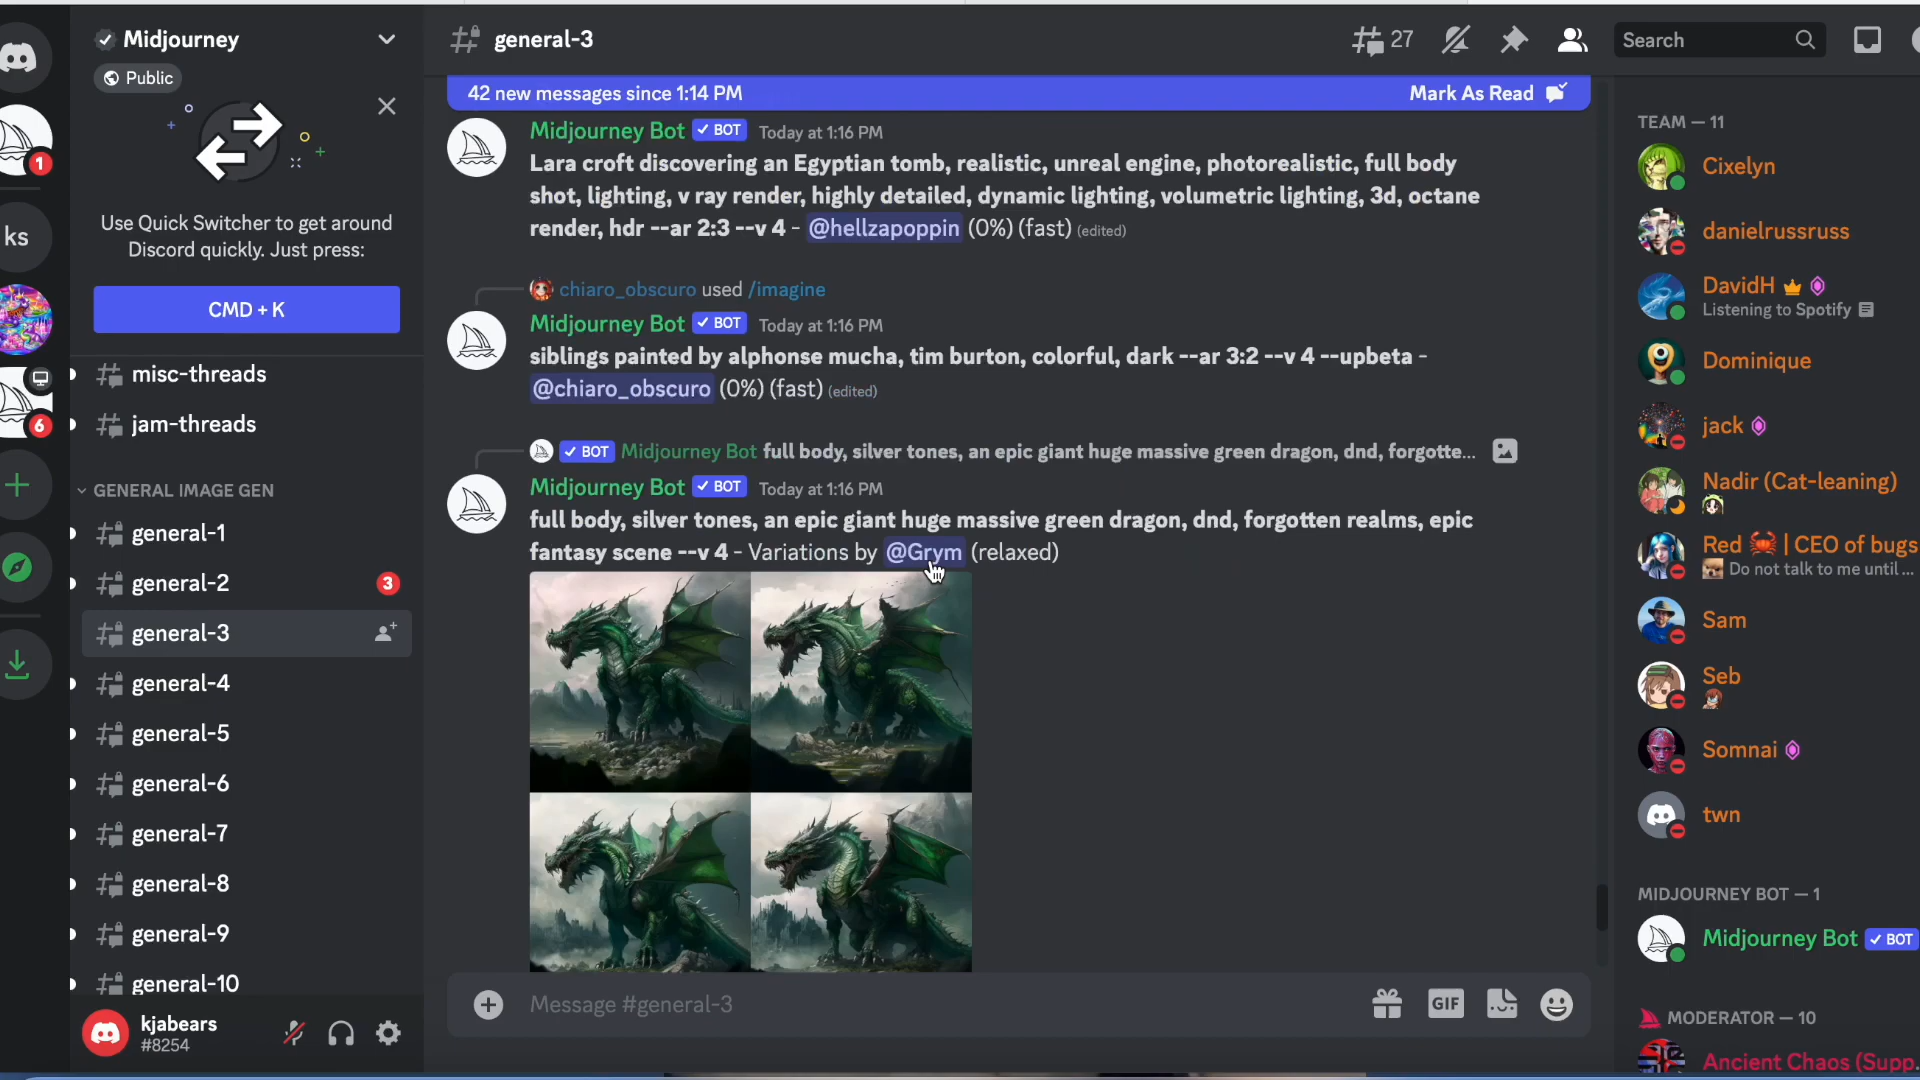 Midjourney
Public
Use Quick Switcher to get around
Discord quickly. Just press:
CMD + K
misc-threads
jam-threads
GENERAL IMAGE GEN
general-1
general-2
3
general-3
general-4
general-5
general-6
general-7
general-8
general-9
general-10
kjabears
#8254
1
ks
6
general-3
27
Search
42 new messages since 1:14 PM
Mark As Read
Midjourney Bot ✓ BOT Today at 1:16 PM
Lara croft discovering an Egyptian tomb, realistic, unreal engine, photorealistic, full body
shot, lighting, v ray render, highly detailed, dynamic lighting, volumetric lighting, 3d, octane
render, hdr --ar 2:3 --v 4 - @hellzapoppin (0%) (fast) (edited)
chiaro_obscuro used /imagine
Midjourney Bot ✓ BOT Today at 1:16 PM
siblings painted by alphonse mucha, tim burton, colorful, dark --ar 3:2 --v 4 --upbeta -
@chiaro_obscuro (0%) (fast) (edited)
✓ BOT Midjourney Bot full body, silver tones, an epic giant huge massive green dragon, dnd, forgotte...
Midjourney Bot ✓ BOT Today at 1:16 PM
full body, silver tones, an epic giant huge massive green dragon, dnd, forgotten realms, epic
fantasy scene --v 4 - Variations by @Grym (relaxed)
Message #general-3
GIF
TEAM — 11
Cixelyn
danielrussruss
DavidH
Listening to Spotify
Dominique
jack
Nadir (Cat-leaning)
Red 🦀 | CEO of bugs
Do not talk to me until ...
Sam
Seb
Somnai
twn
MIDJOURNEY BOT — 1
Midjourney Bot ✓ BOT
MODERATOR — 10
Ancient Chaos (Supp...